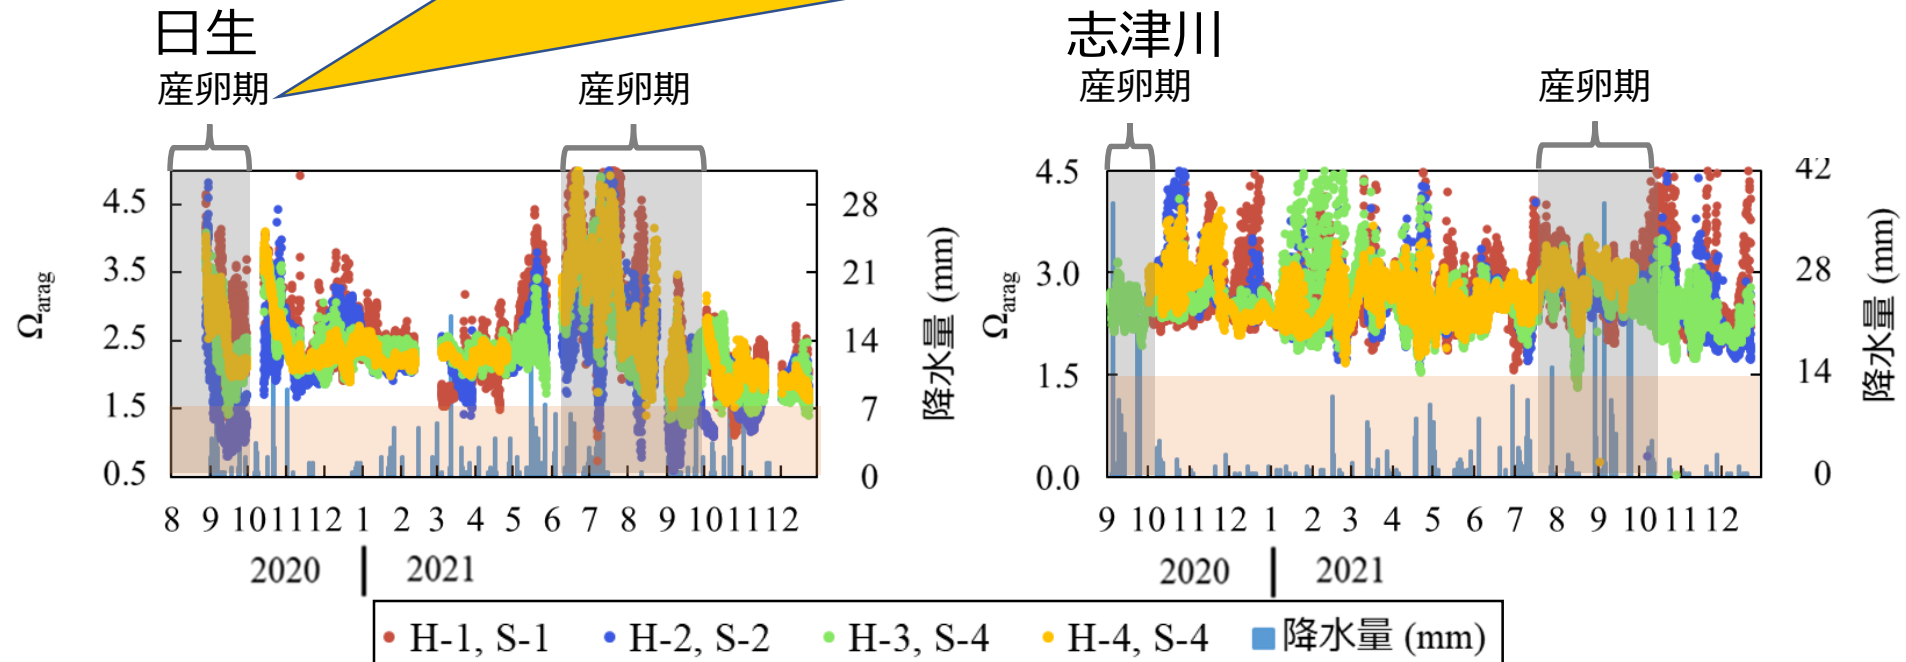 日生
産卵期
産卵期
4.5
3.5
2.5
1.5
0.5
Ωarag
28
21
14
7
0
降水量 (mm)
8 9 10 11 12 1 2 3 4 5 6 7 8 9 10 11 12
2020 | 2021
志津川
産卵期
産卵期
4.5
3.0
1.5
0.0
Ωarag
42
28
14
0
降水量 (mm)
9 10 11 12 1 2 3 4 5 6 7 8 9 10 11 12
2020 | 2021
H-1, S-1
H-2, S-2
H-3, S-4
H-4, S-4
降水量 (mm)